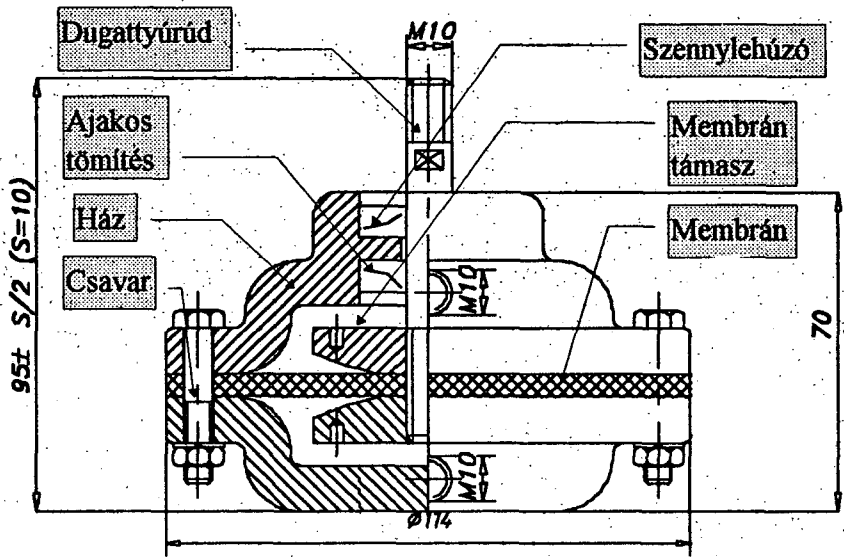 Dugattyúrúd
M10
Szennylehúzó
Ajakos
tömítés
Membrán
támasz
Ház
Membrán
Csavar
M10
95± S/2 (S=10)
70
M10
Ø114